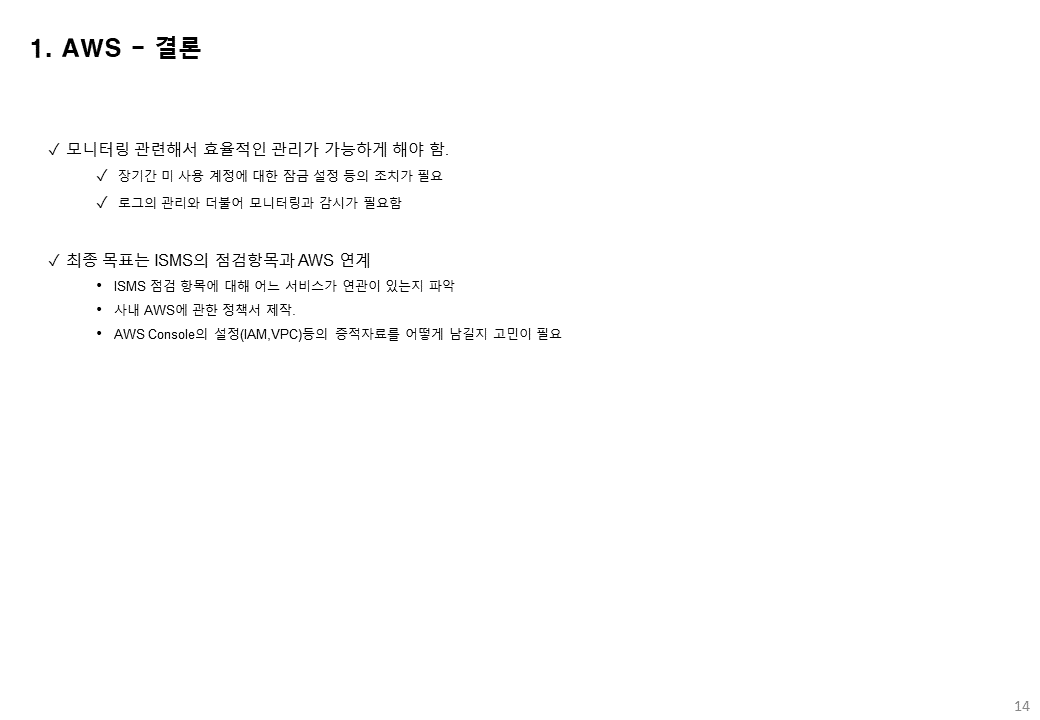 1. AWS - 결론
✓ 모니터링 관련해서 효율적인 관리가 가능하게 해야 함.
✓ 장기간 미 사용 계정에 대한 잠금 설정 등의 조치가 필요
✓ 로그의 관리와 더불어 모니터링과 감시가 필요함
✓ 최종 목표는 ISMS의 점검항목과 AWS 연계
• ISMS 점검 항목에 대해 어느 서비스가 연관이 있는지 파악
• 사내 AWS에 관한 정책서 제작.
• AWS Console의 설정(IAM,VPC)등의 증적자료를 어떻게 남길지 고민이 필요
14